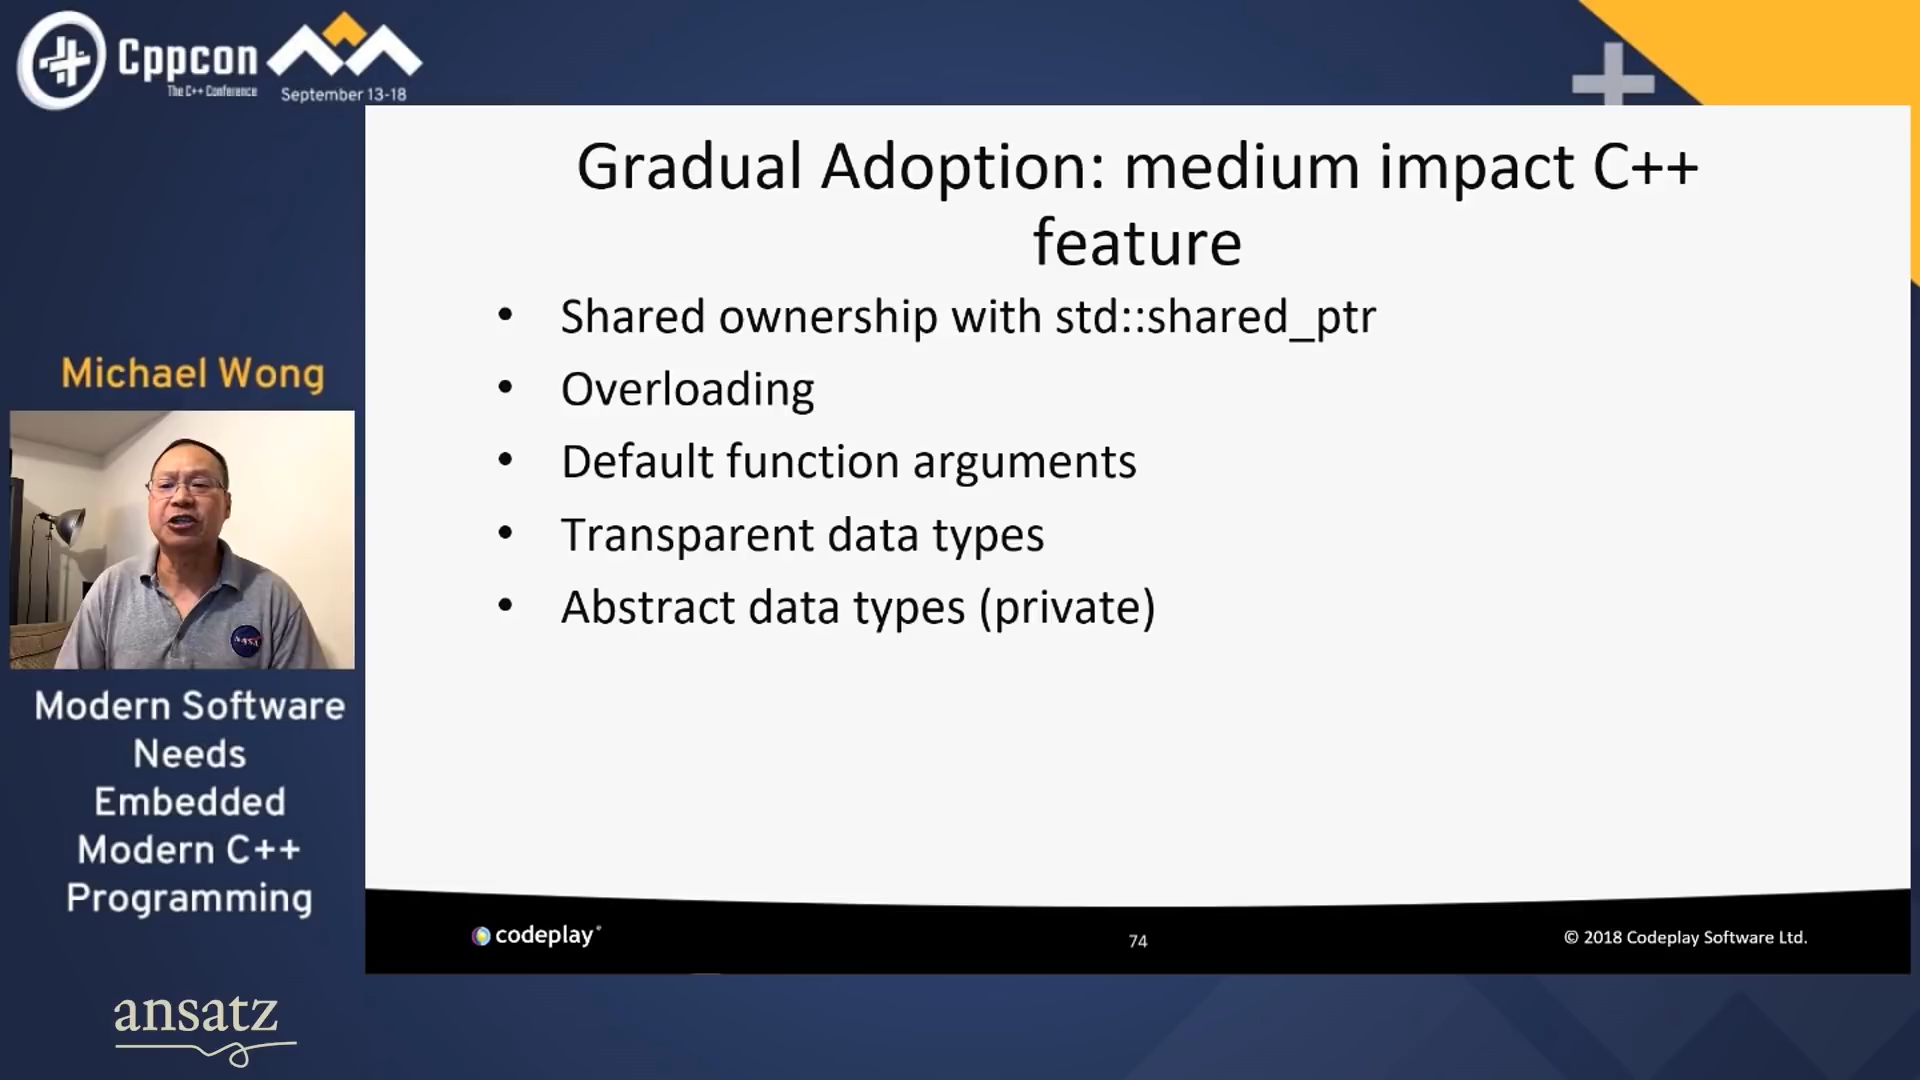 Cppcon
The C++ Conference
September 13-18
Gradual Adoption: medium impact C++
feature
• Shared ownership with std::shared_ptr
• Overloading
• Default function arguments
• Transparent data types
• Abstract data types (private)
Michael Wong
NASA
Modern Software
Needs
Embedded
Modern C++
Programming
codeplay
74
© 2018 Codeplay Software Ltd.
ansatz